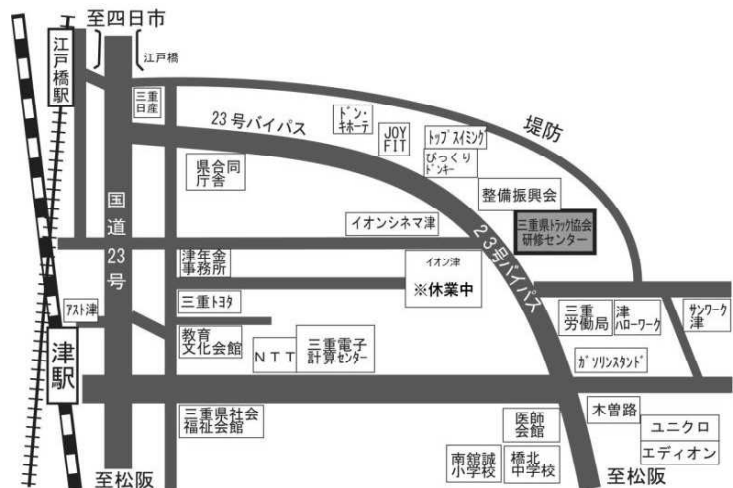 至四日市
江戸橋駅
江戸橋
三重
日産
23号バイパス
ドン・
キホーテ
JOY
FIT
トップスイミング
びっくり
ドンキー
堤防
県合同
庁舎
整備振興会
国道23号
イオンシネマ津
三重県トラック協会
研修センター
津年金
事務所
イオン津
※休業中
23号バイパス
アスト津
三重トヨタ
三重
労働局
津
ハローワーク
サンワーク
津
津駅
教育
文化会館
NTT
三重電子
計算センター
ガソリンスタンド
三重県社会
福祉会館
医師
会館
木曽路
ユニクロ
エディオン
南舘誠
小学校
橋北
中学校
至松阪
至松阪